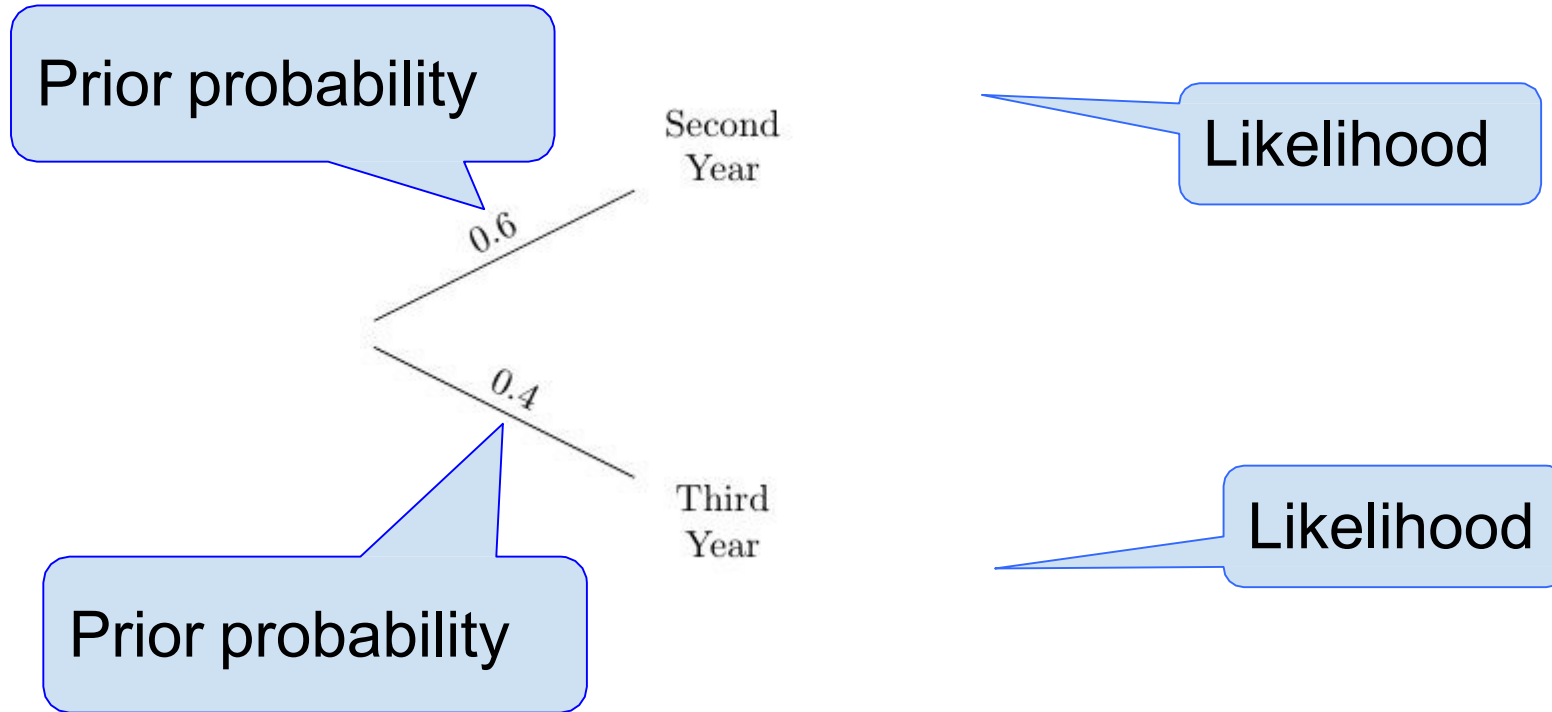 Prior probability
Second
Year
Likelihood
0.6
0.4
Third
Year
Likelihood
Prior probability